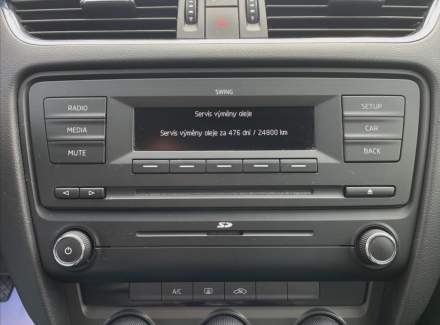 SWING
RADIO
MEDIA
MUTE
Servis výměny oleje
Servis výměny oleje za 476 dní / 24800 km
SETUP
CAR
BACK
SD
A/C